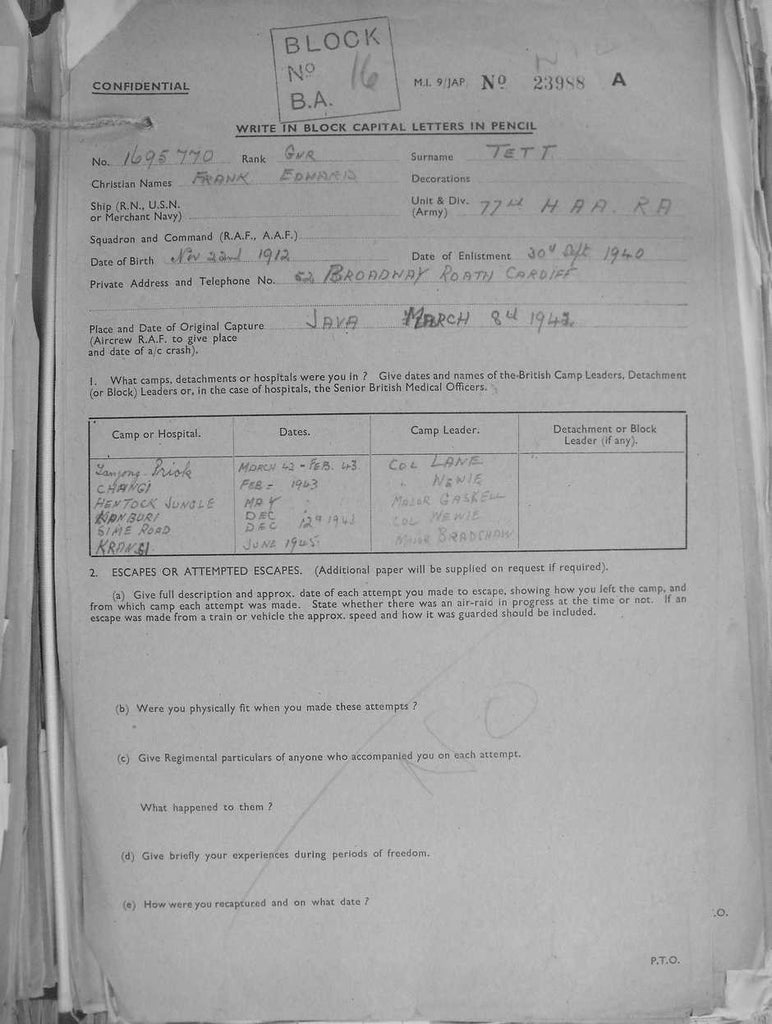 BLOCK
Nº 16
B.A.
CONFIDENTIAL
M.I. 9/JAP Nº 23988 A
WRITE IN BLOCK CAPITAL LETTERS IN PENCIL
No. 1695770 Rank GNR Surname TETT
Christian Names FRANK EDWARD Decorations
Ship (R.N., U.S.N. or Merchant Navy)
Unit & Div. (Army) 77TH HAA. RA
Squadron and Command (R.A.F., A.A.F.)
Date of Birth Nov 22nd 1912 Date of Enlistment 30th Sept 1940
Private Address and Telephone No. 52 BROADWAY ROATH CARDIFF
Place and Date of Original Capture JAVA MARCH 8th 1942
(Aircrew R.A.F. to give place
and date of a/c crash).
1. What camps, detachments or hospitals were you in ? Give dates and names of the British Camp Leaders, Detachment
(or Block) Leaders or, in the case of hospitals, the Senior British Medical Officers.
Camp or Hospital. Dates. Camp Leader. Detachment or Block Leader (if any).
Tanjong Priok MARCH 42 - FEB. 43 COL LANE
CHANGI FEB - 1943 " NEWIE
JUNGLE MAY " MAJOR GASKELL
KANBURI DEC " COL NEWIE
SIME ROAD DEC 12th 1943
KRANGI JUNE 1945 MAJOR BRADSHAW
2. ESCAPES OR ATTEMPTED ESCAPES. (Additional paper will be supplied on request if required).
(a) Give full description and approx. date of each attempt you made to escape, showing how you left the camp, and
from which camp each attempt was made. State whether there was an air-raid in progress at the time or not. If an
escape was made from a train or vehicle the approx. speed and how it was guarded should be included.
(b) Were you physically fit when you made these attempts ?
(c) Give Regimental particulars of anyone who accompanied you on each attempt.
What happened to them ?
(d) Give briefly your experiences during periods of freedom.
(e) How were you recaptured and on what date ?
.O.
P.T.O.